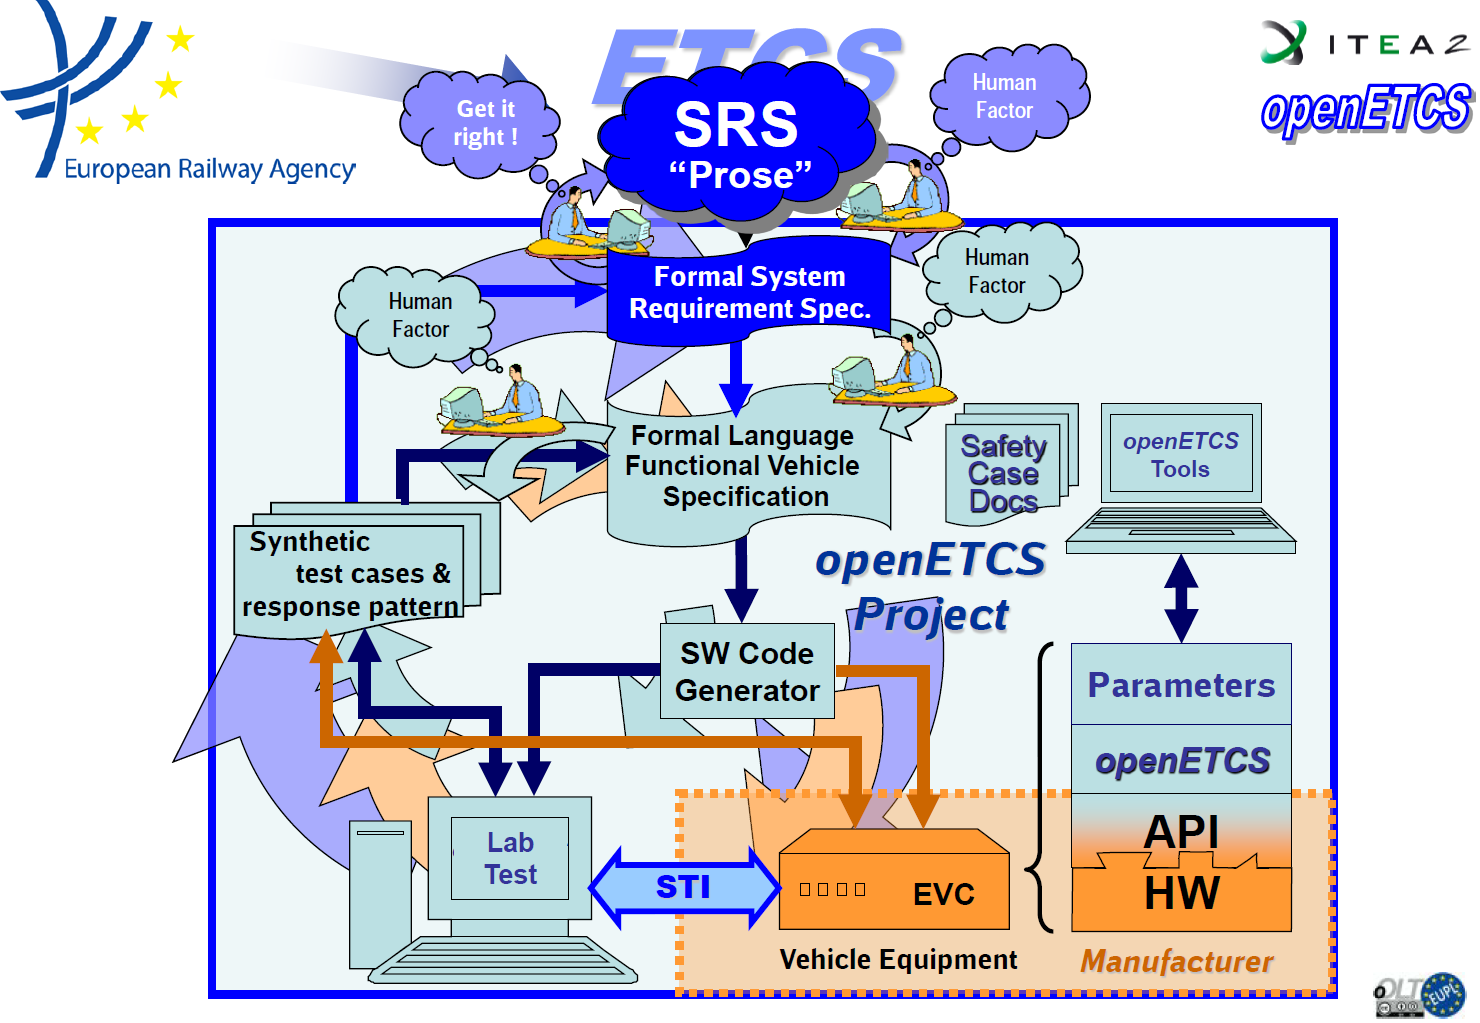 ETCS
ITEA 2
openETCS
European Railway Agency
Get it
right !
SRS
“Prose”
Human
Factor
Human
Factor
Formal System
Requirement Spec.
Human
Factor
Formal Language
Functional Vehicle
Specification
Safety
Case
Docs
openETCS
Tools
Synthetic
test cases &
response pattern
openETCS
Project
SW Code
Generator
Parameters
openETCS
API
HW
Lab
Test
STI
EVC
Vehicle Equipment
Manufacturer
oOLT
EUPL